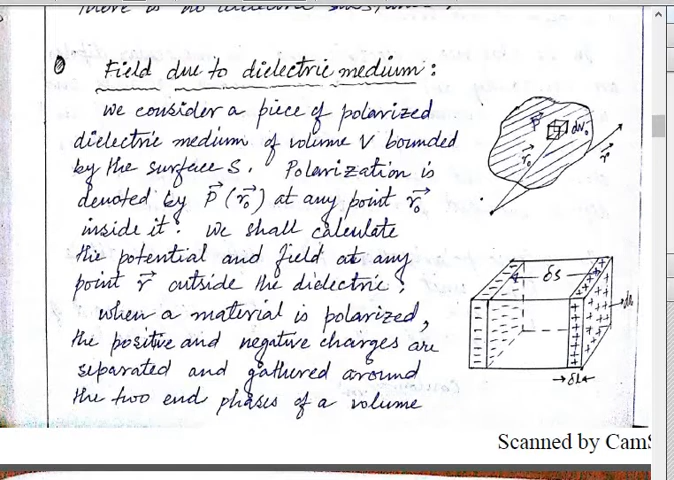 Field due to dielectric medium :
We consider a piece of polarized
dielectric medium of volume V bounded
by the surface S. Polarization is
denoted by P⃗ (r⃗₀) at any point r⃗₀
inside it. We shall calculate
the potential and field at any
point r⃗ outside the dielectric.
When a material is polarized,
the positive and negative charges are
separated and gathered around
the two end phases of a volume
P⃗
dV₀
r⃗₀
r⃗
δs
δl
Scanned by CamS